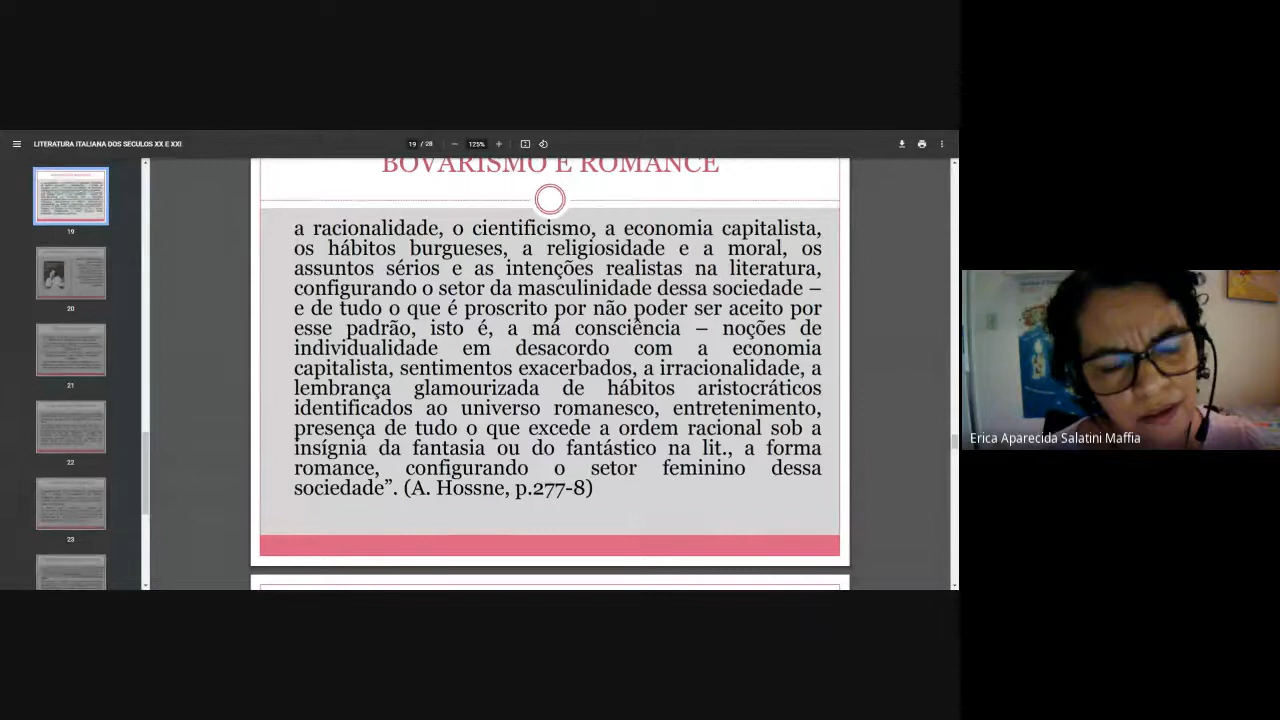 LITERATURA ITALIANA DOS SECULOS XX E XXI
19 / 28
125%
BOVARISMO E ROMANCE
a racionalidade, o cientificismo, a economia capitalista,
os hábitos burgueses, a religiosidade e a moral, os
assuntos sérios e as intenções realistas na literatura,
configurando o setor da masculinidade dessa sociedade –
e de tudo o que é proscrito por não poder ser aceito por
esse padrão, isto é, a má consciência – noções de
individualidade em desacordo com a economia
capitalista, sentimentos exacerbados, a irracionalidade, a
lembrança glamourizada de hábitos aristocráticos
identificados ao universo romanesco, entretenimento,
presença de tudo o que excede a ordem racional sob a
insígnia da fantasia ou do fantástico na lit., a forma
romance, configurando o setor feminino dessa
sociedade”. (A. Hossne, p.277-8)
19
20
21
22
23
Erica Aparecida Salatini Maffia